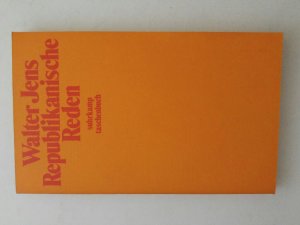 Walter Jens
Republikanische
Reden
suhrkamp
taschenbuch